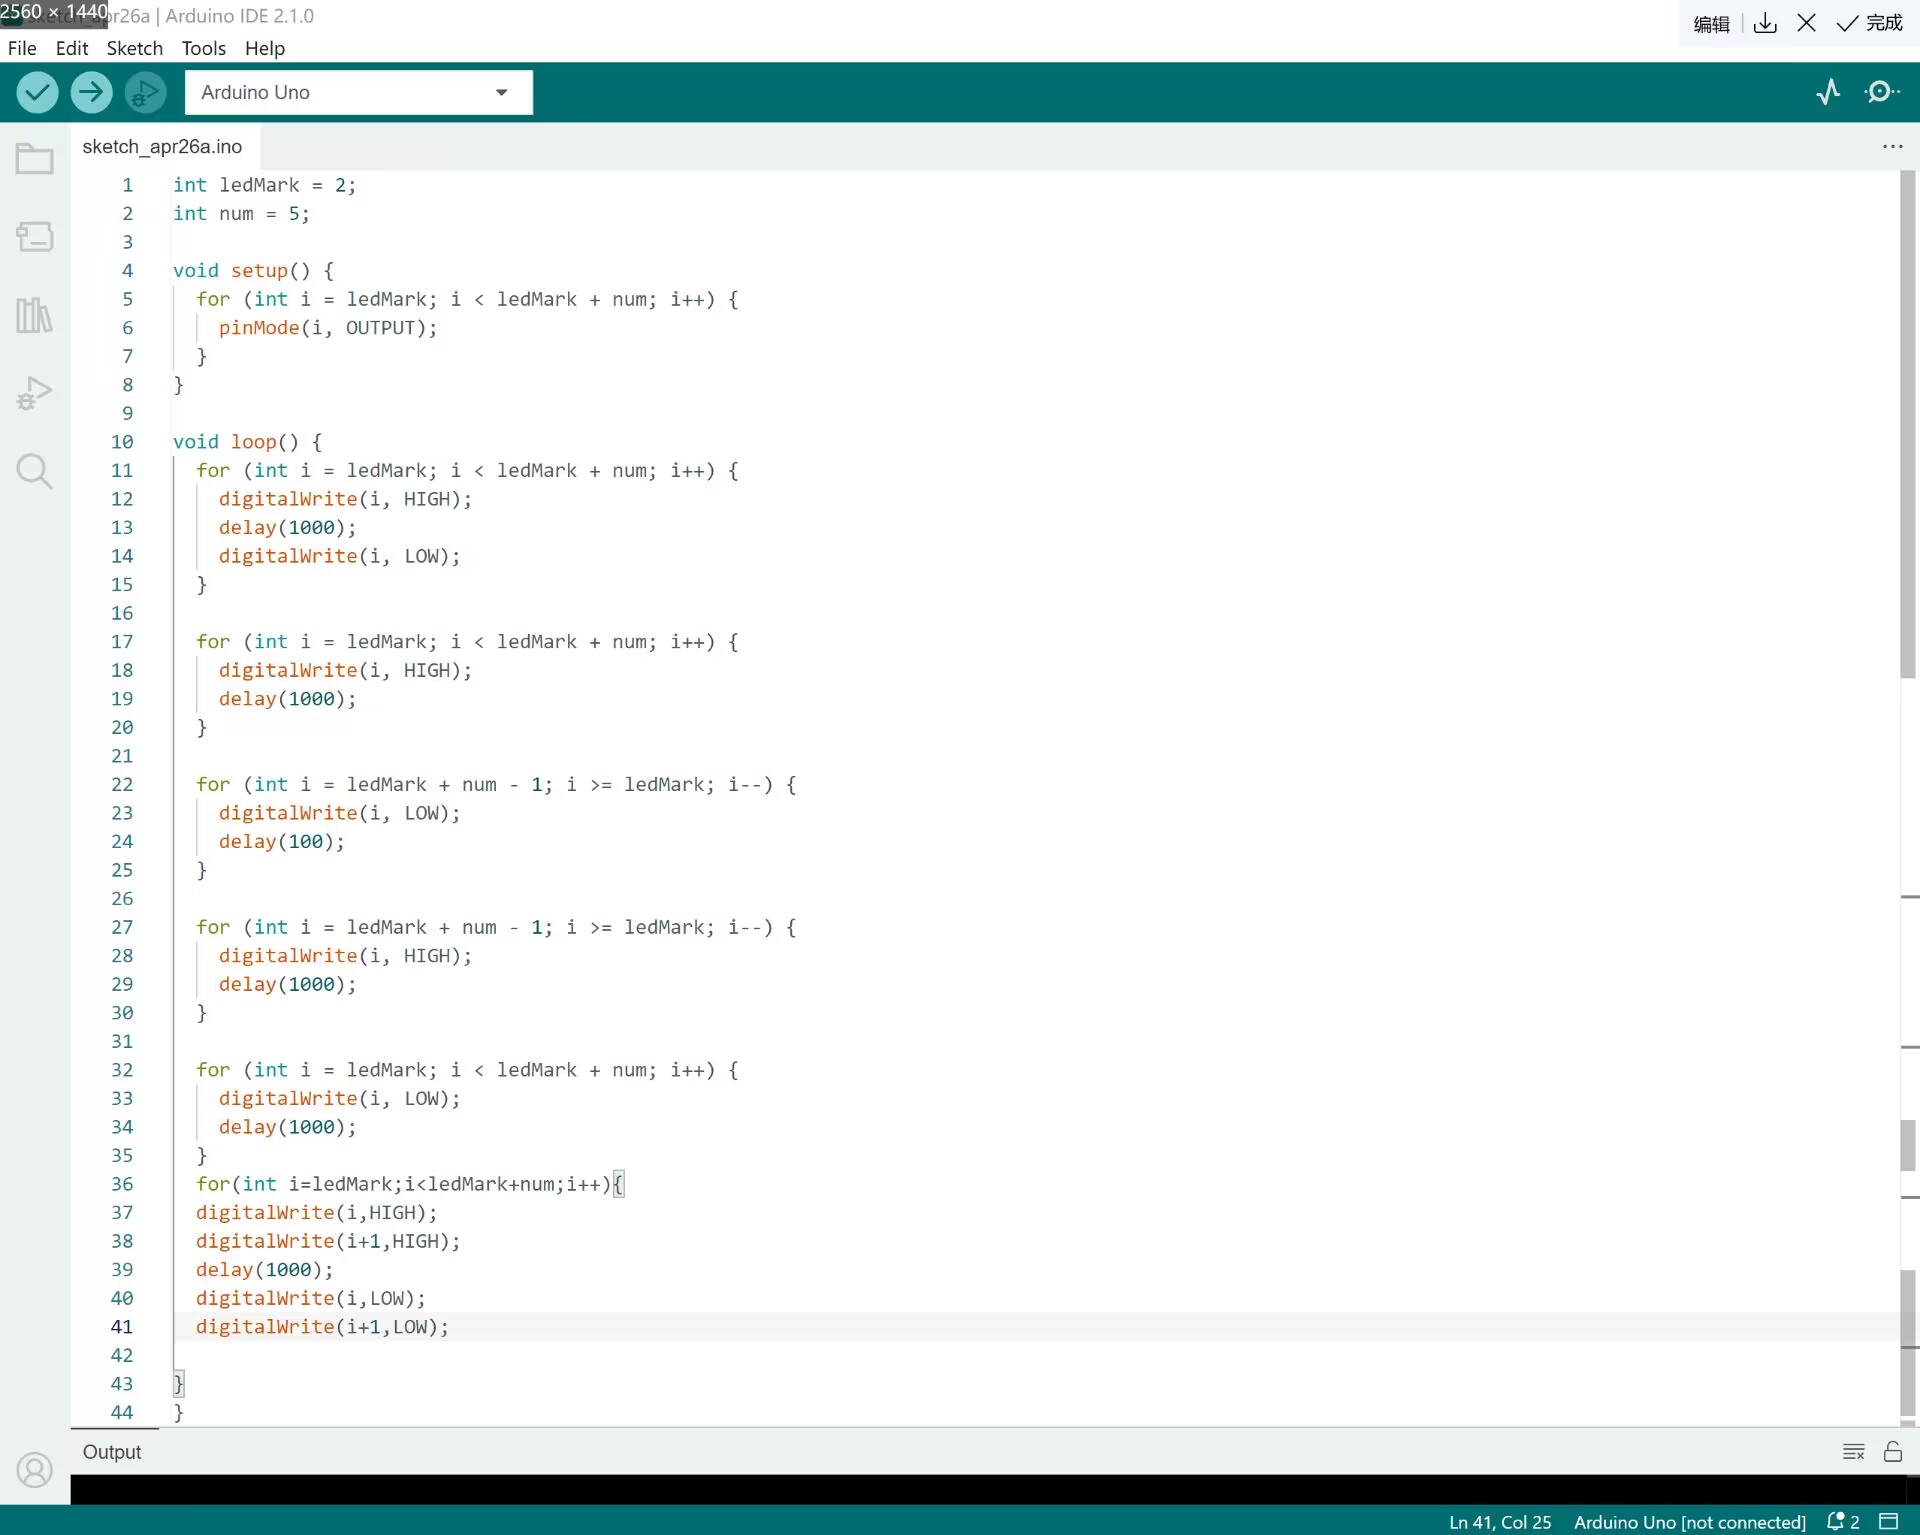 2560 × 1440
sketch_apr26a | Arduino IDE 2.1.0
编辑
完成
File Edit Sketch Tools Help
Arduino Uno
sketch_apr26a.ino
1 int ledMark = 2;
2 int num = 5;
3
4 void setup() {
5 for (int i = ledMark; i < ledMark + num; i++) {
6 pinMode(i, OUTPUT);
7 }
8 }
9
10 void loop() {
11 for (int i = ledMark; i < ledMark + num; i++) {
12 digitalWrite(i, HIGH);
13 delay(1000);
14 digitalWrite(i, LOW);
15 }
16
17 for (int i = ledMark; i < ledMark + num; i++) {
18 digitalWrite(i, HIGH);
19 delay(1000);
20 }
21
22 for (int i = ledMark + num - 1; i >= ledMark; i--) {
23 digitalWrite(i, LOW);
24 delay(100);
25 }
26
27 for (int i = ledMark + num - 1; i >= ledMark; i--) {
28 digitalWrite(i, HIGH);
29 delay(1000);
30 }
31
32 for (int i = ledMark; i < ledMark + num; i++) {
33 digitalWrite(i, LOW);
34 delay(1000);
35 }
36 for(int i=ledMark;i<ledMark+num;i++){
37 digitalWrite(i,HIGH);
38 digitalWrite(i+1,HIGH);
39 delay(1000);
40 digitalWrite(i,LOW);
41 digitalWrite(i+1,LOW);
42
43 }
44 }
Output
Ln 41, Col 25 Arduino Uno [not connected] 2